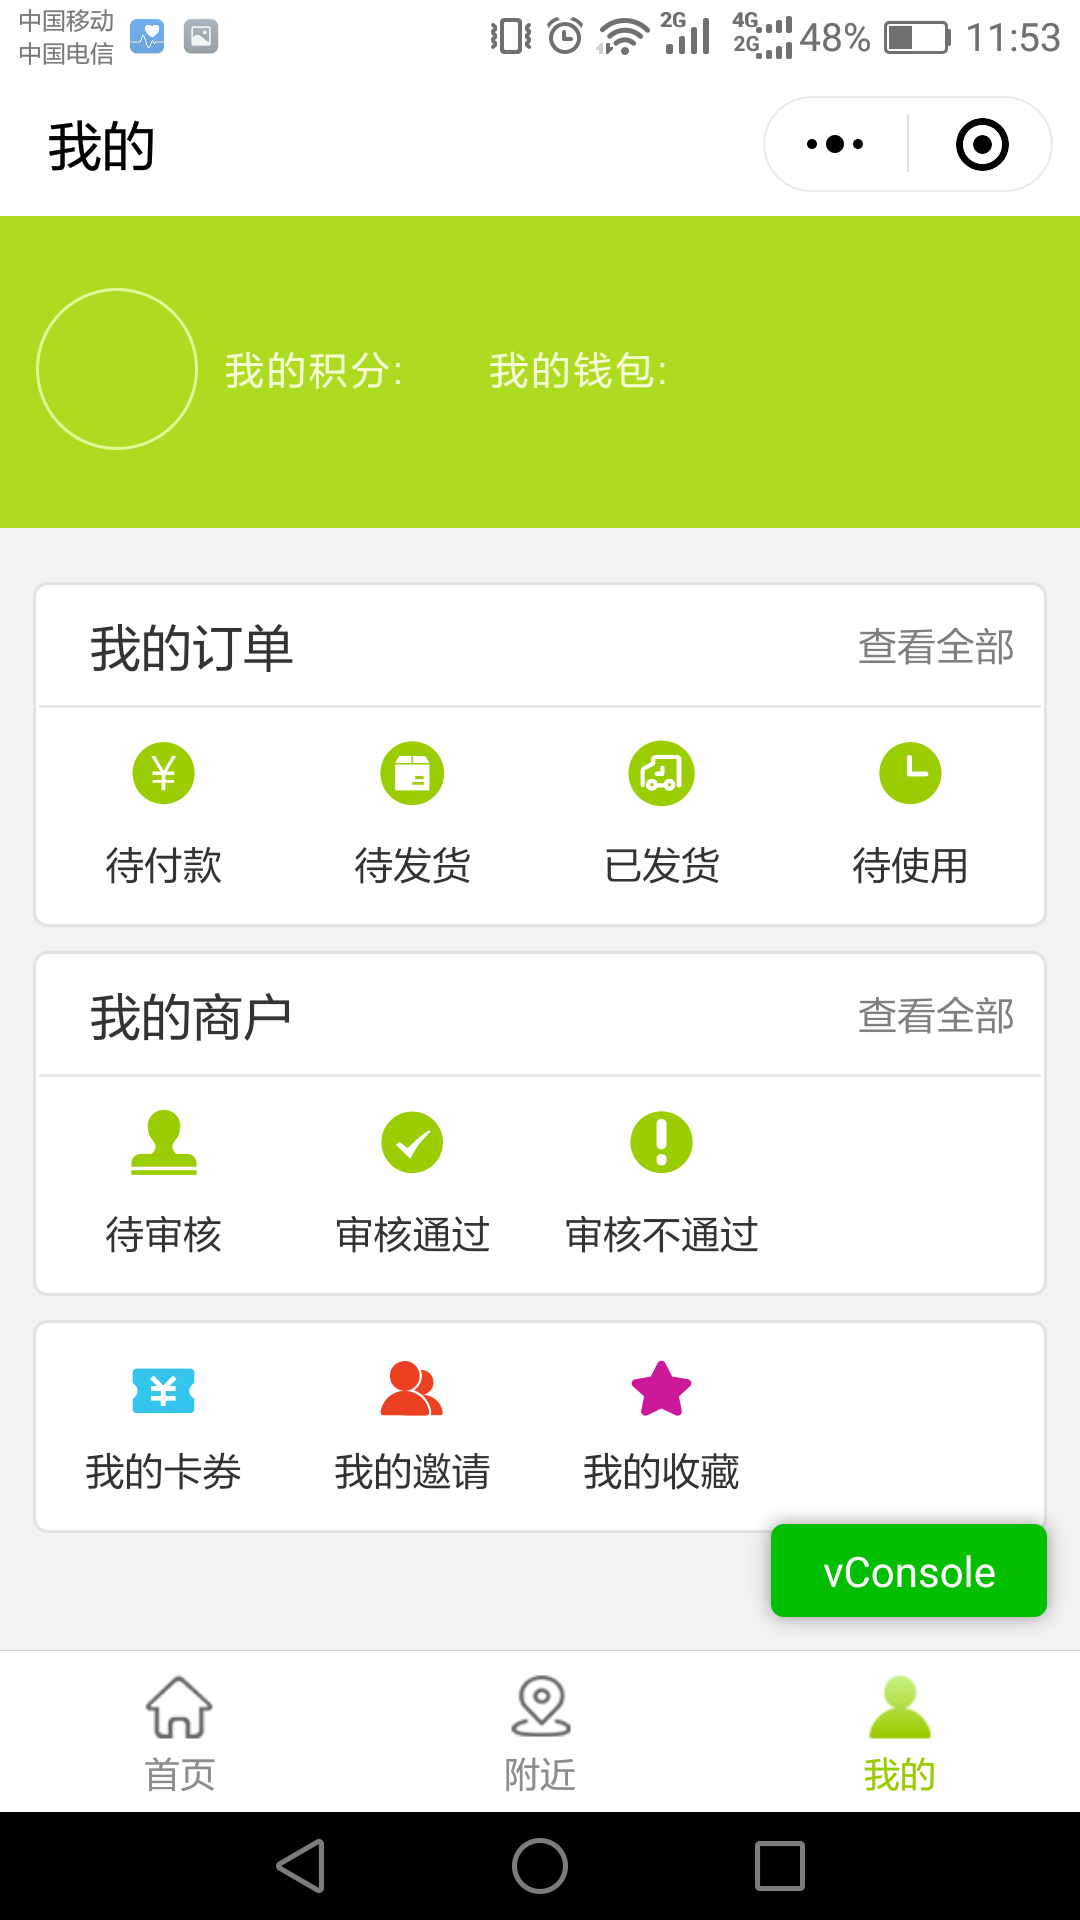 中国移动
中国电信
2G 4G 2G 48% 11:53
我的
我的积分: 我的钱包:
我的订单 查看全部
待付款 待发货 已发货 待使用
我的商户 查看全部
待审核 审核通过 审核不通过
我的卡券 我的邀请 我的收藏
vConsole
首页 附近 我的